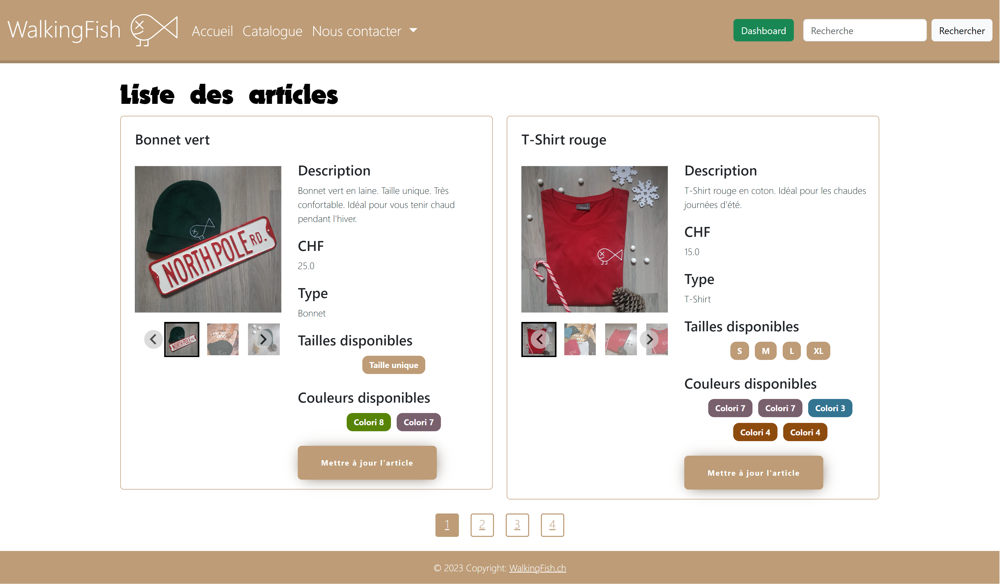 WalkingFish Accueil Catalogue Nous contacter Dashboard Recherche Rechercher
Liste des articles
Bonnet vert
NORTH POLE RD.
NORTH POLE RD.
Description
Bonnet vert en laine. Taille unique. Très
confortable. Idéal pour vous tenir chaud
pendant l'hiver.
CHF
25.0
Type
Bonnet
Tailles disponibles
Taille unique
Couleurs disponibles
Colori 8 Colori 7
Mettre à jour l'article
T-Shirt rouge
Description
T-Shirt rouge en coton. Idéal pour les chaudes
journées d'été.
CHF
15.0
Type
T-Shirt
Tailles disponibles
S M L XL
Couleurs disponibles
Colori 7 Colori 7 Colori 3
Colori 4 Colori 4
Mettre à jour l'article
1 2 3 4
© 2023 Copyright: WalkingFish.ch